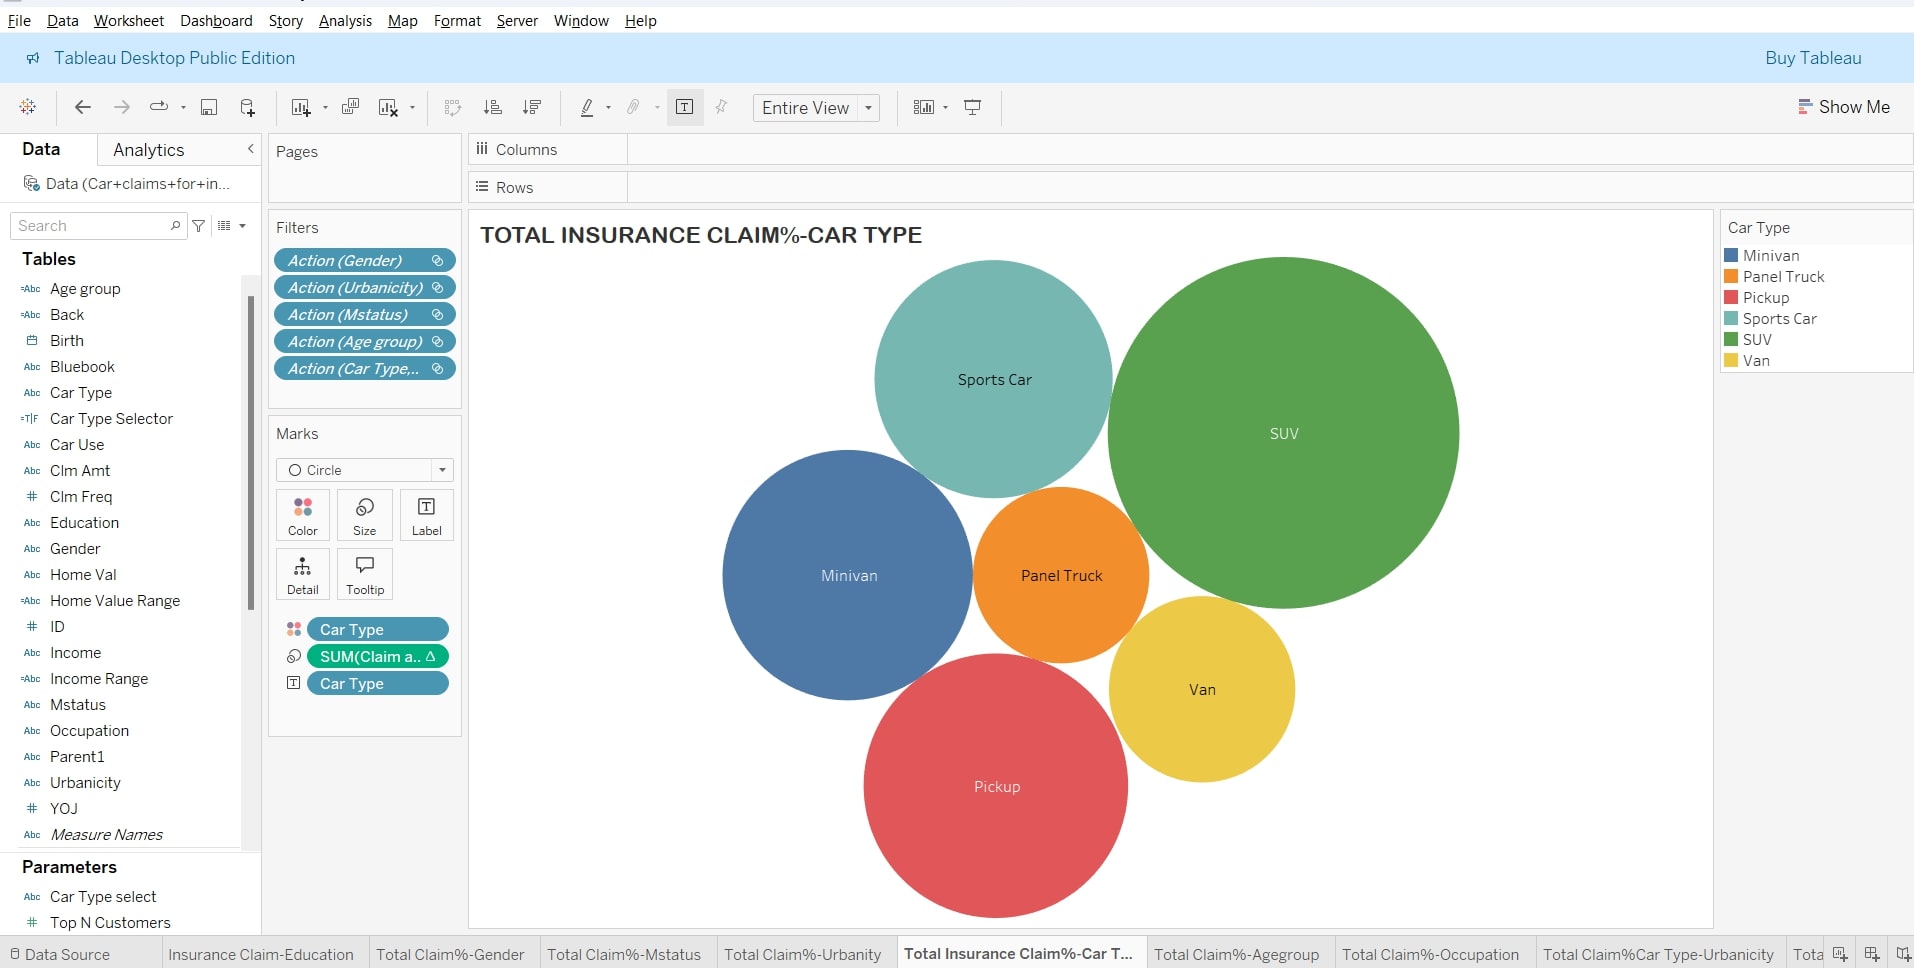 File Data Worksheet Dashboard Story Analysis Map Format Server Window Help
Tableau Desktop Public Edition
Buy Tableau
Entire View
Show Me
Data Analytics
Data (Car+claims+for+in...
Search
Tables
Abc Age group
Abc Back
Birth
Abc Bluebook
Abc Car Type
T|F Car Type Selector
Abc Car Use
Abc Clm Amt
# Clm Freq
Abc Education
Abc Gender
Abc Home Val
Abc Home Value Range
# ID
Abc Income
Abc Income Range
Abc Mstatus
Abc Occupation
Abc Parent1
Abc Urbanicity
# YOJ
Abc Measure Names
Parameters
Abc Car Type select
# Top N Customers
Pages
Filters
Action (Gender)
Action (Urbanicity)
Action (Mstatus)
Action (Age group)
Action (Car Type,..
Marks
Circle
Color Size Label
Detail Tooltip
Car Type
SUM(Claim a.. Δ
Car Type
Columns
Rows
TOTAL INSURANCE CLAIM%-CAR TYPE
Sports Car
SUV
Minivan
Panel Truck
Van
Pickup
Car Type
Minivan
Panel Truck
Pickup
Sports Car
SUV
Van
Data Source Insurance Claim-Education Total Claim%-Gender Total Claim%-Mstatus Total Claim%-Urbanity Total Insurance Claim%-Car T... Total Claim%-Agegroup Total Claim%-Occupation Total Claim%Car Type-Urbanicity Tota